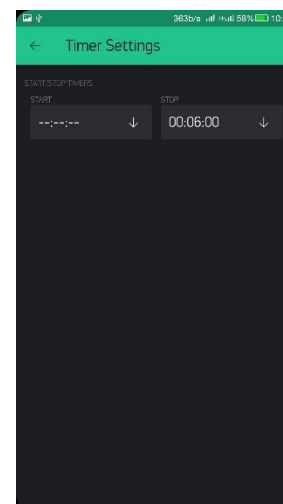 363b/s 58% 10:
← Timer Settings
START/STOP TIMERS
START STOP
--:--:-- ↓ 00:06:00 ↓